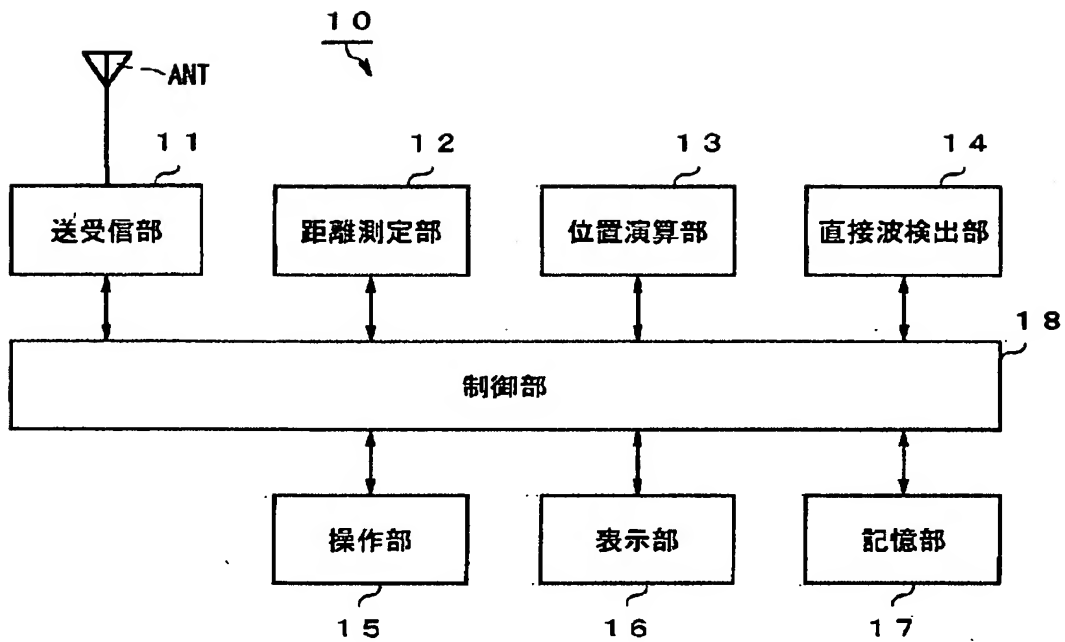 １０
ANT
１１ １２ １３ １４
送受信部 距離測定部 位置演算部 直接波検出部
１８
制御部
操作部 表示部 記憶部
１５ １６ １７